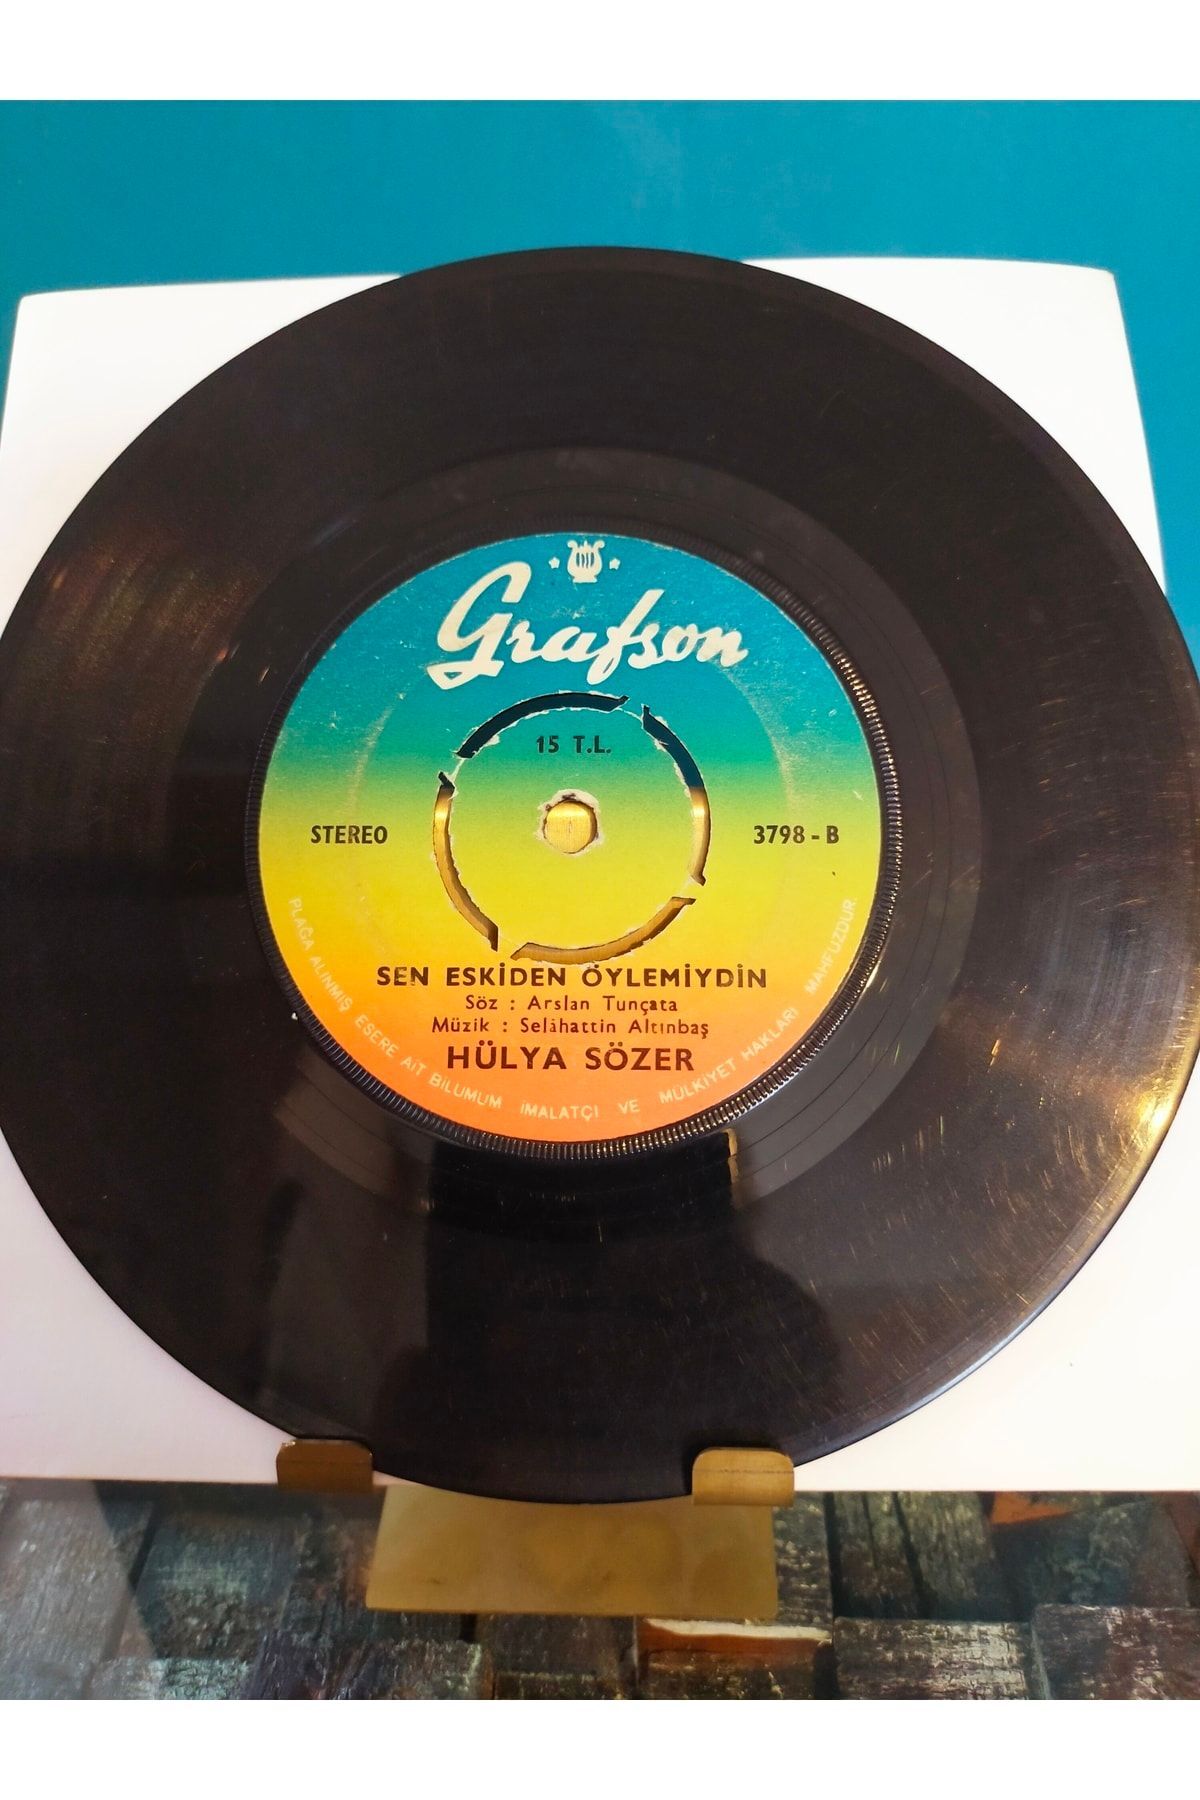 Grafson
15 T.L.
STEREO
3798 - B
SEN ESKİDEN ÖYLEMİYDİN
Söz : Arslan Tunçata
Müzik : Selâhattin Altınbaş
HÜLYA SÖZER
PLAĞA ALINMIŞ ESERE AİT BİLUMUM İMALATÇI VE MÜLKİYET HAKLARI MAHFUZDUR.